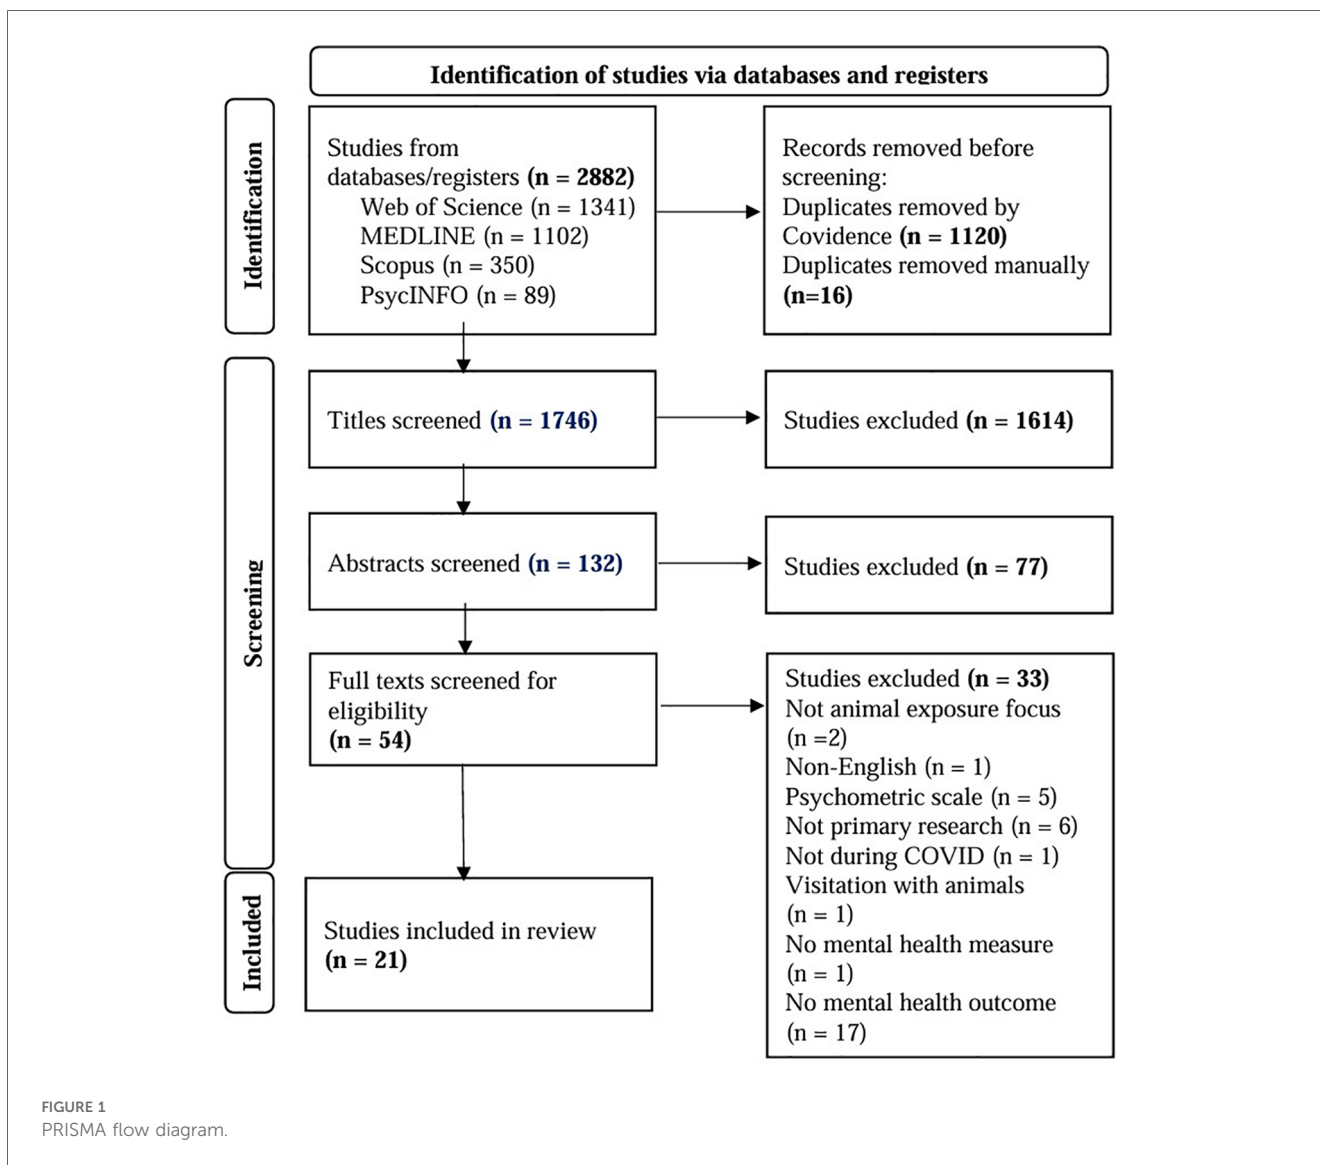 Identification of studies via databases and registers
Identification
Studies from
databases/registers (n = 2882)
Web of Science (n = 1341)
MEDLINE (n = 1102)
Scopus (n = 350)
PsycINFO (n = 89)
Records removed before
screening:
Duplicates removed by
Covidence (n = 1120)
Duplicates removed manually
(n=16)
Screening
Titles screened (n = 1746)
Studies excluded (n = 1614)
Abstracts screened (n = 132)
Studies excluded (n = 77)
Full texts screened for
eligibility
(n = 54)
Studies excluded (n = 33)
Not animal exposure focus
(n =2)
Non-English (n = 1)
Psychometric scale (n = 5)
Not primary research (n = 6)
Not during COVID (n = 1)
Visitation with animals
(n = 1)
No mental health measure
(n = 1)
No mental health outcome
(n = 17)
Included
Studies included in review
(n = 21)
FIGURE 1
PRISMA flow diagram.